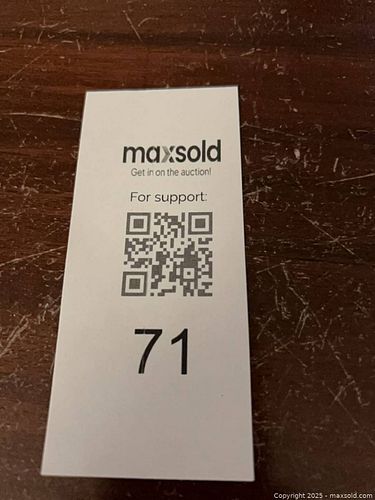 maxsold
Get in on the auction!
For support:
71
Copyright 2025 - maxsold.com